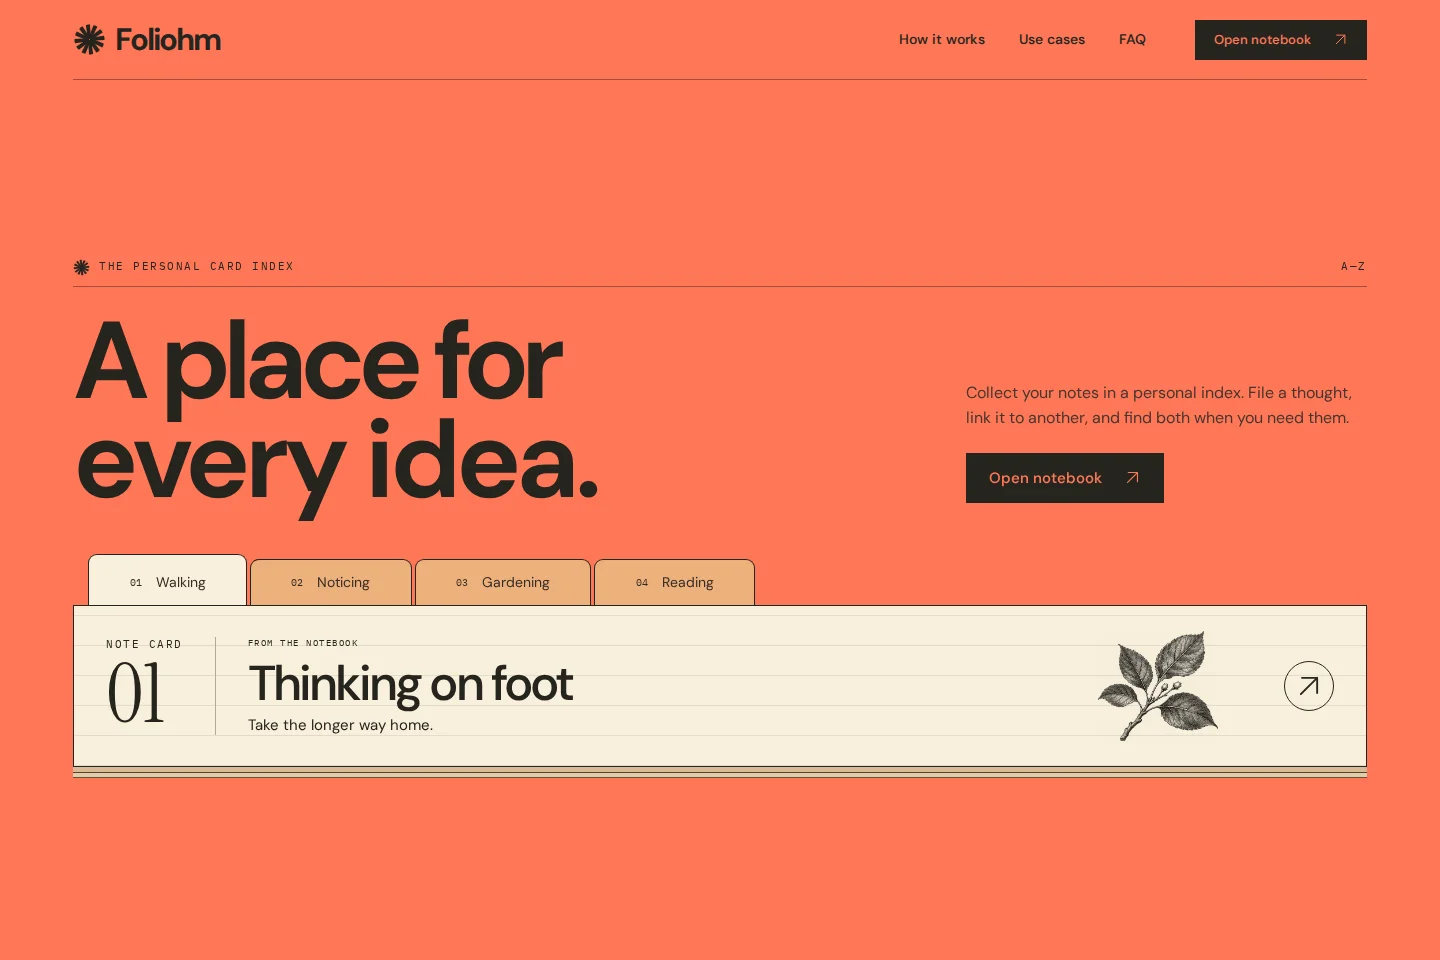 Foliohm
How it works
Use cases
FAQ
Open notebook
THE PERSONAL CARD INDEX
A—Z
A place for
every idea.
Collect your notes in a personal index. File a thought,
link it to another, and find both when you need them.
Open notebook
01 Walking
02 Noticing
03 Gardening
04 Reading
NOTE CARD
01
FROM THE NOTEBOOK
Thinking on foot
Take the longer way home.